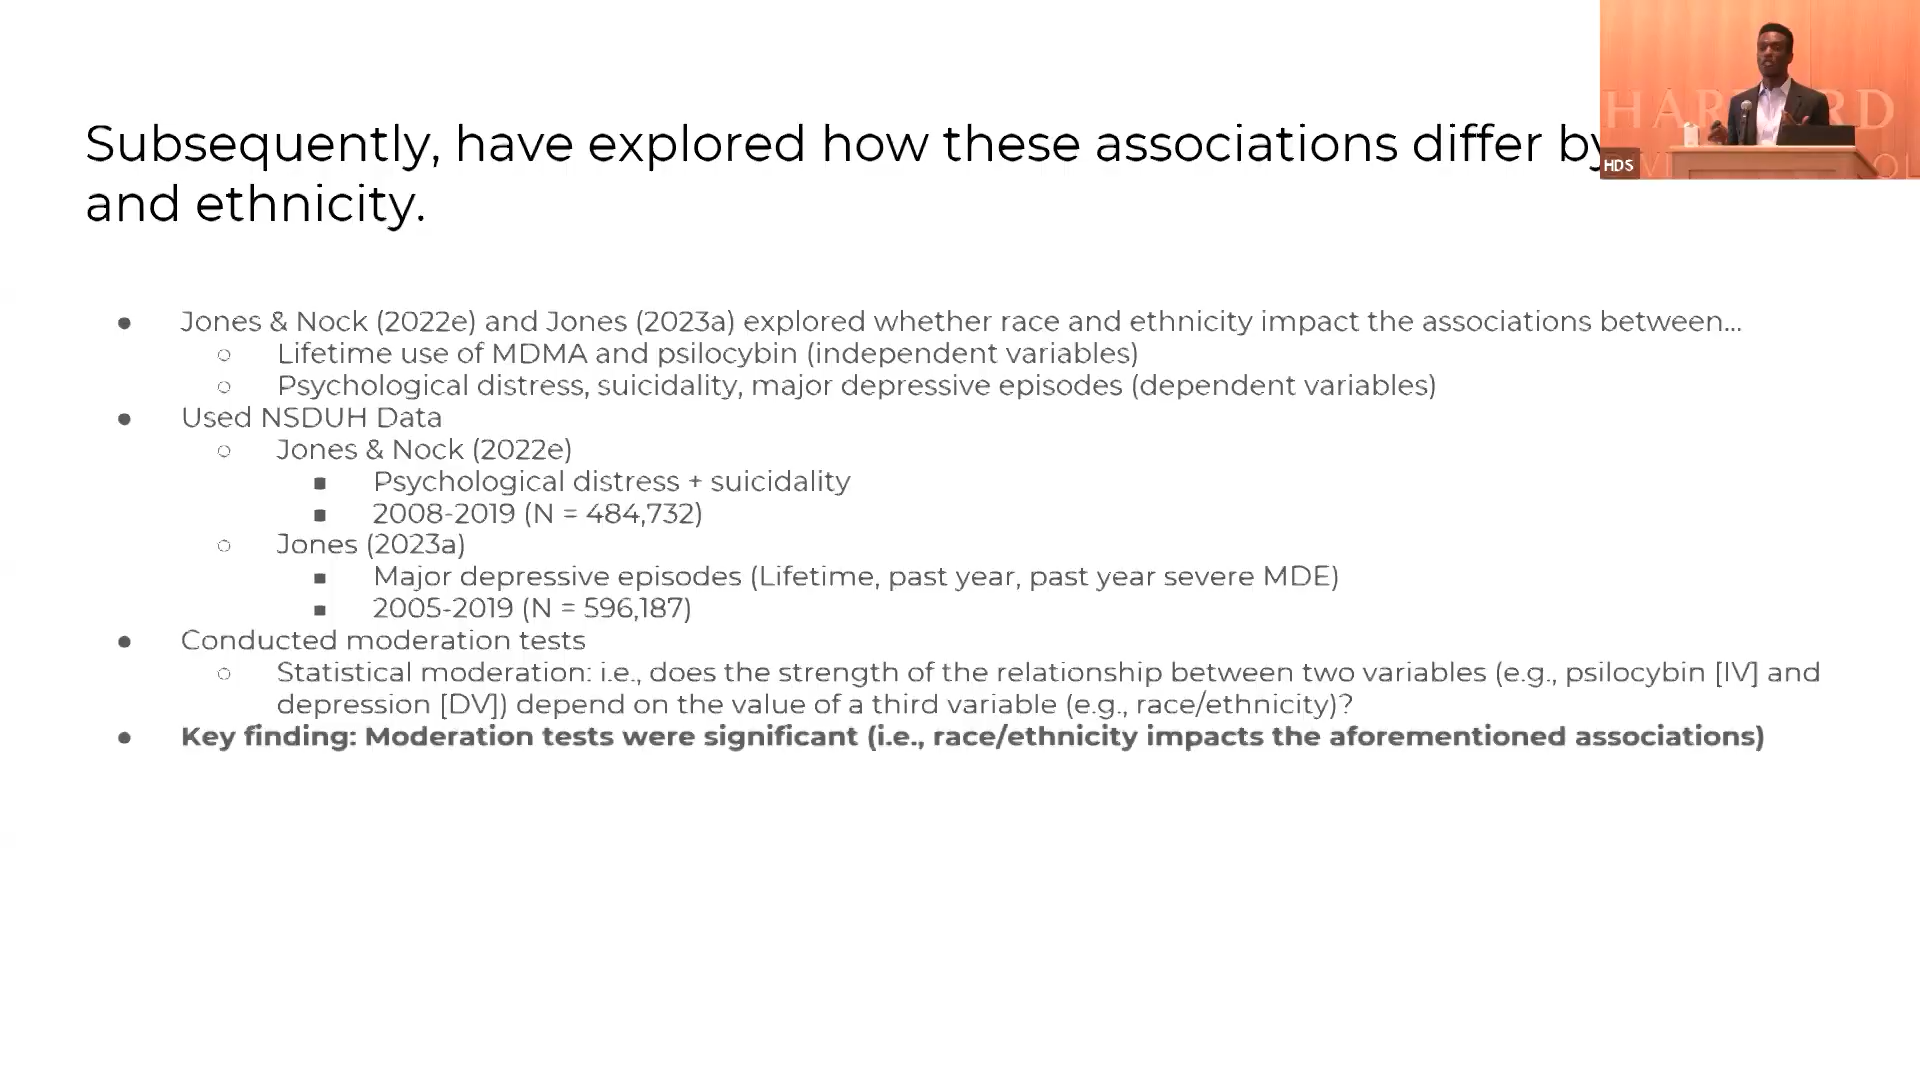 Subsequently, have explored how these associations differ by
and ethnicity.
HARVARD
HDS
● Jones & Nock (2022e) and Jones (2023a) explored whether race and ethnicity impact the associations between...
○ Lifetime use of MDMA and psilocybin (independent variables)
○ Psychological distress, suicidality, major depressive episodes (dependent variables)
● Used NSDUH Data
○ Jones & Nock (2022e)
■ Psychological distress + suicidality
■ 2008-2019 (N = 484,732)
○ Jones (2023a)
■ Major depressive episodes (Lifetime, past year, past year severe MDE)
■ 2005-2019 (N = 596,187)
● Conducted moderation tests
○ Statistical moderation: i.e., does the strength of the relationship between two variables (e.g., psilocybin [IV] and
depression [DV]) depend on the value of a third variable (e.g., race/ethnicity)?
● Key finding: Moderation tests were significant (i.e., race/ethnicity impacts the aforementioned associations)